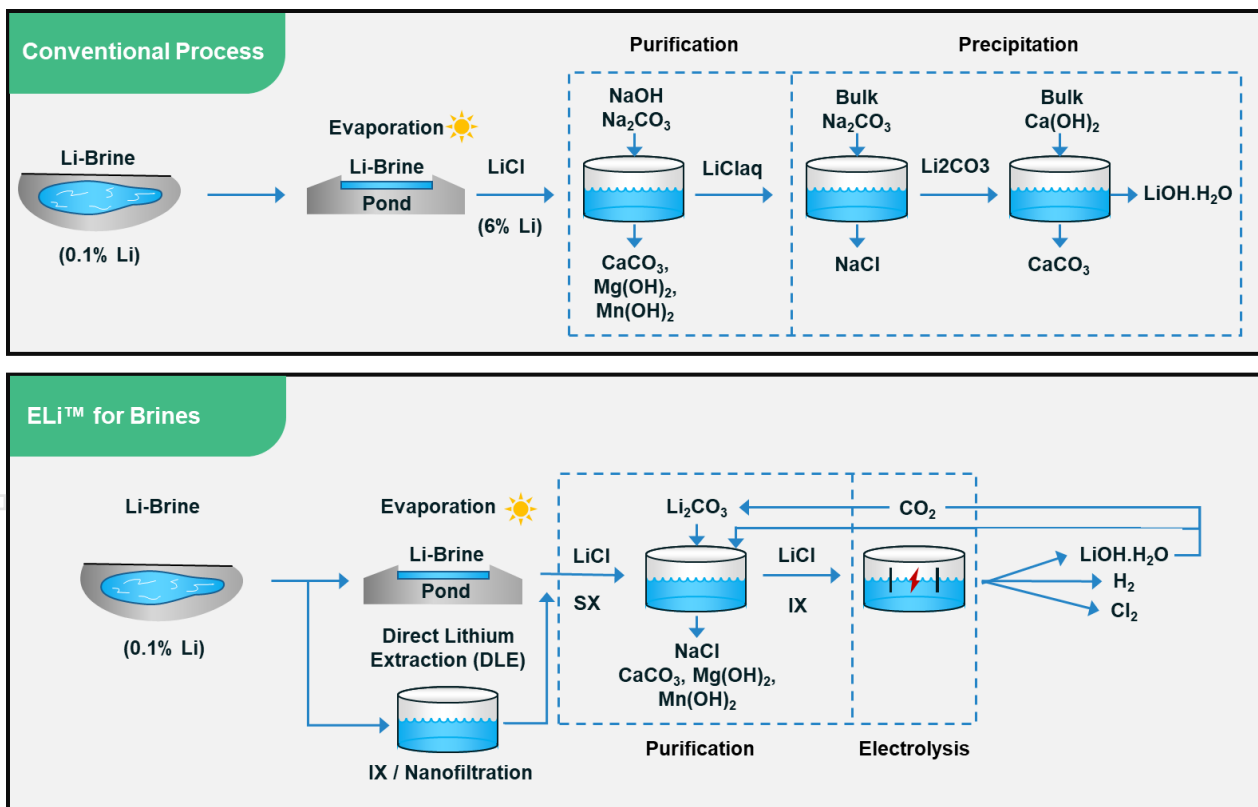 Conventional Process
Purification
Precipitation
Li-Brine
(0.1% Li)
Evaporation
Li-Brine
Pond
LiCl
(6% Li)
NaOH
Na₂CO₃
CaCO₃,
Mg(OH)₂,
Mn(OH)₂
LiClaq
Bulk
Na₂CO₃
NaCl
Li2CO3
Bulk
Ca(OH)₂
CaCO₃
LiOH.H₂O
ELi™ for Brines
Li-Brine
(0.1% Li)
Evaporation
Li-Brine
Pond
Direct Lithium
Extraction (DLE)
IX / Nanofiltration
LiCl
SX
Li₂CO₃
NaCl
CaCO₃, Mg(OH)₂,
Mn(OH)₂
Purification
LiCl
IX
CO₂
Electrolysis
LiOH.H₂O
H₂
Cl₂